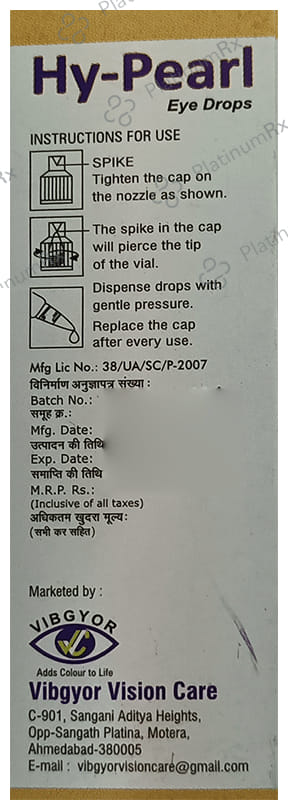 Hy-Pearl
Eye Drops
INSTRUCTIONS FOR USE
SPIKE
Tighten the cap on
the nozzle as shown.
The spike in the cap
will pierce the tip
of the vial.
Dispense drops with
gentle pressure.
Replace the cap
after every use.
Mfg Lic No.: 38/UA/SC/P-2007
विनिर्माण अनुज्ञापत्र संख्या :
Batch No.:
समूह क्र.:
Mfg. Date:
उत्पादन की तिथि
Exp. Date:
समाप्ति की तिथि
M.R.P. Rs.:
(Inclusive of all taxes)
अधिकतम खुदरा मूल्य:
(सभी कर सहित)
Marketed by :
VIBGYOR
VC
Adds Colour to Life
Vibgyor Vision Care
C-901, Sangani Aditya Heights,
Opp-Sangath Platina, Motera,
Ahmedabad-380005
E-mail : vibgyorvisioncare@gmail.com
PlatinumRx
PlatinumRx
PlatinumRx